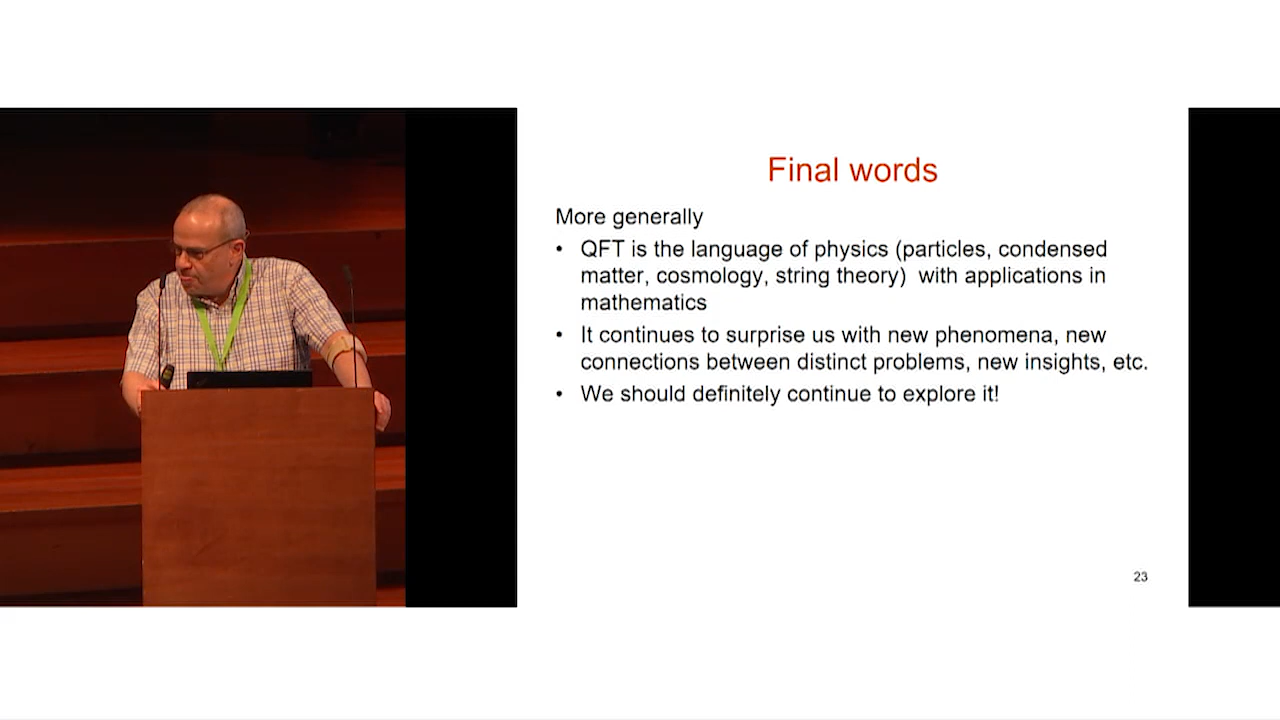 Final words
More generally
• QFT is the language of physics (particles, condensed
matter, cosmology, string theory)  with applications in
mathematics
• It continues to surprise us with new phenomena, new
connections between distinct problems, new insights, etc.
• We should definitely continue to explore it!
23